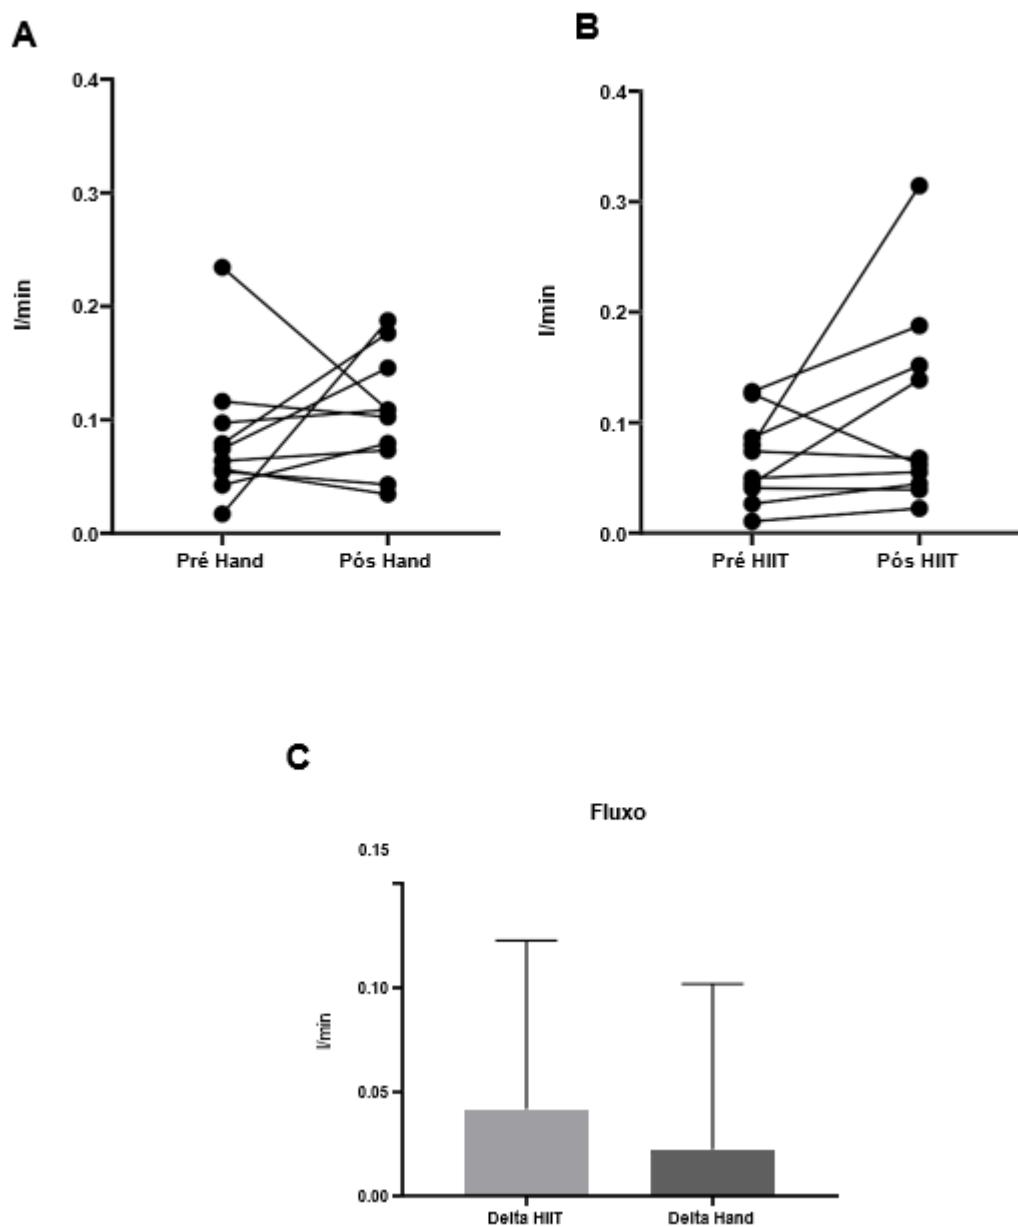 A
0.4
0.3
0.2
0.1
0.0
l/min
Pré Hand
Pós Hand
B
0.4
0.3
0.2
0.1
0.0
l/min
Pré HIIT
Pós HIIT
C
Fluxo
0.15
0.10
0.05
0.00
l/min
Delta HIIT
Delta Hand